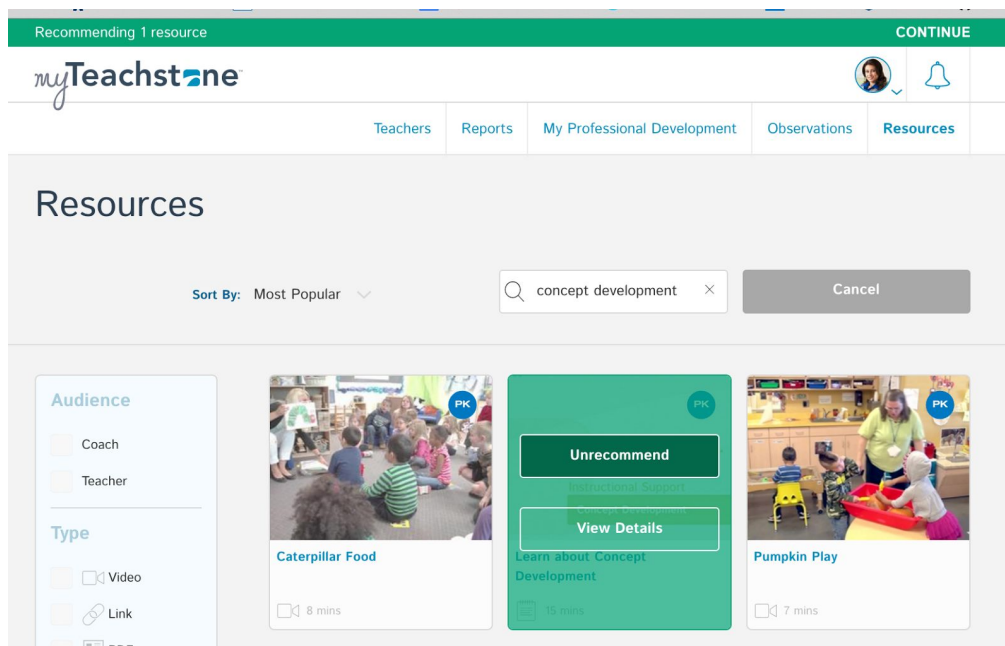 Recommending 1 resource
CONTINUE
myTeachstone
Teachers
Reports
My Professional Development
Observations
Resources
Resources
Sort By: Most Popular
concept development
Cancel
Audience
Coach
Teacher
Type
Video
Link
PK
Caterpillar Food
8 mins
PK
Unrecommend
Instructional Support
Concept Development
View Details
Learn about Concept
Development
15 mins
PK
Pumpkin Play
7 mins